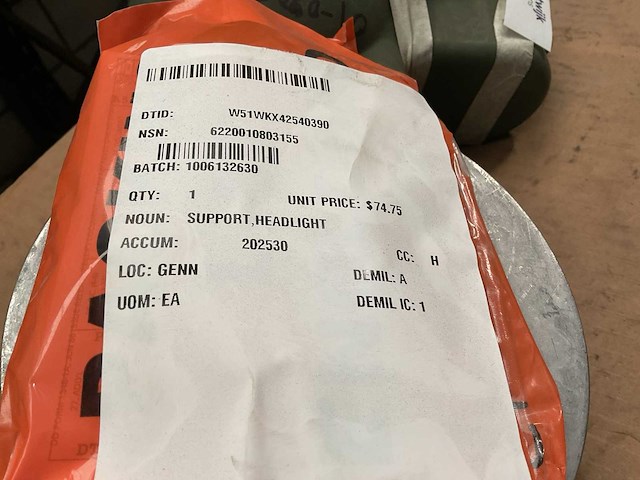 DTID: W51WKX42540390
NSN: 6220010803155
BATCH: 1006132630
QTY: 1 UNIT PRICE: $74.75
NOUN: SUPPORT,HEADLIGHT
ACCUM: 202530 CC: H
LOC: GENN DEMIL: A
UOM: EA DEMIL IC: 1